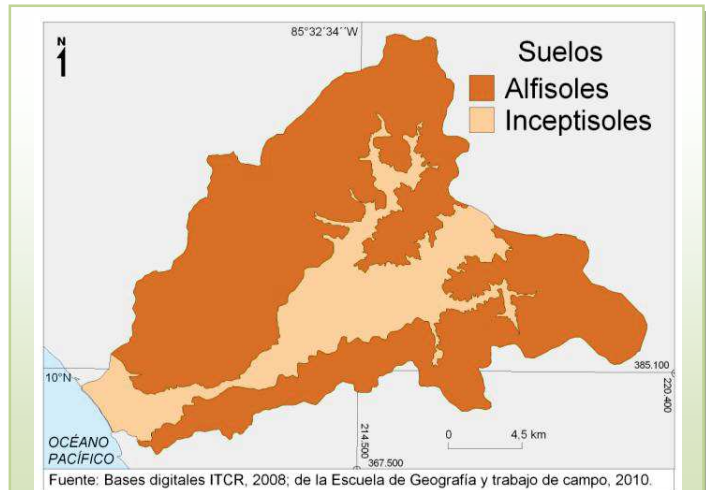 85°32´34´´W
N
Suelos
Alfisoles
Inceptisoles
10°N
385.100
220.400
214.500
0 4,5 km
OCÉANO
PACÍFICO
367.500
Fuente: Bases digitales ITCR, 2008; de la Escuela de Geografía y trabajo de campo, 2010.